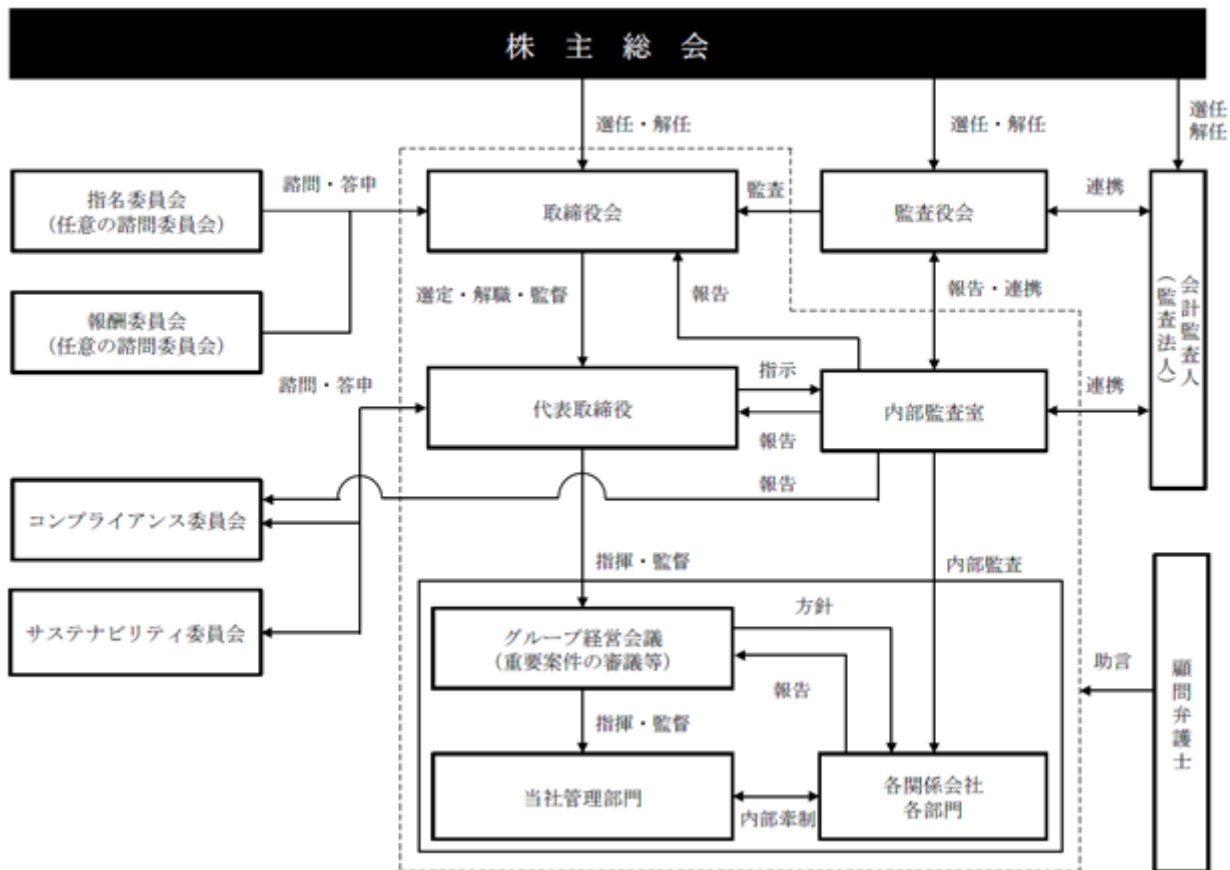 株主総会
選任・解任
選任・解任
選任
解任
指名委員会
(任意の諮問委員会)
諮問・答申
取締役会
監査
監査役会
連携
会計監査人
(監査法人)
報酬委員会
(任意の諮問委員会)
選定・解職・監督
報告
報告・連携
諮問・答申
代表取締役
指示
報告
内部監査室
連携
報告
コンプライアンス委員会
指揮・監督
内部監査
サステナビリティ委員会
グループ経営会議
(重要案件の審議等)
方針
報告
助言
顧問弁護士
指揮・監督
当社管理部門
内部牽制
各関係会社
各部門